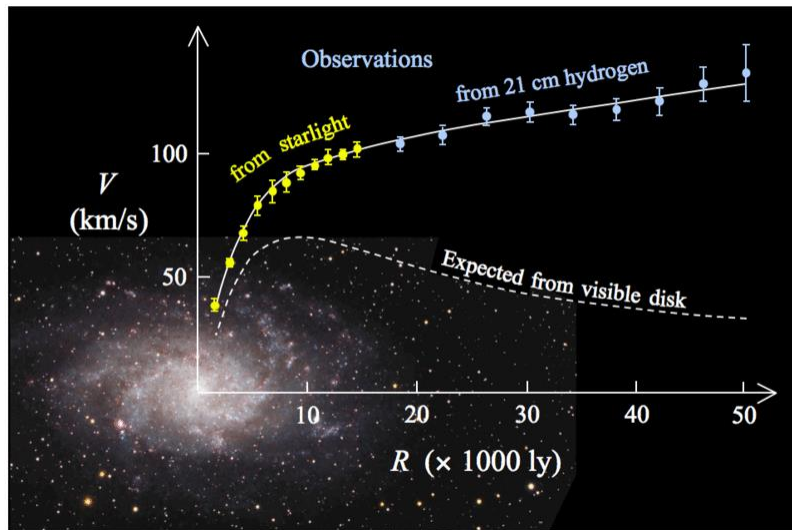 Observations
from 21 cm hydrogen
from starlight
100
V
(km/s)
50
Expected from visible disk
10
20
30
40
50
R (× 1000 ly)